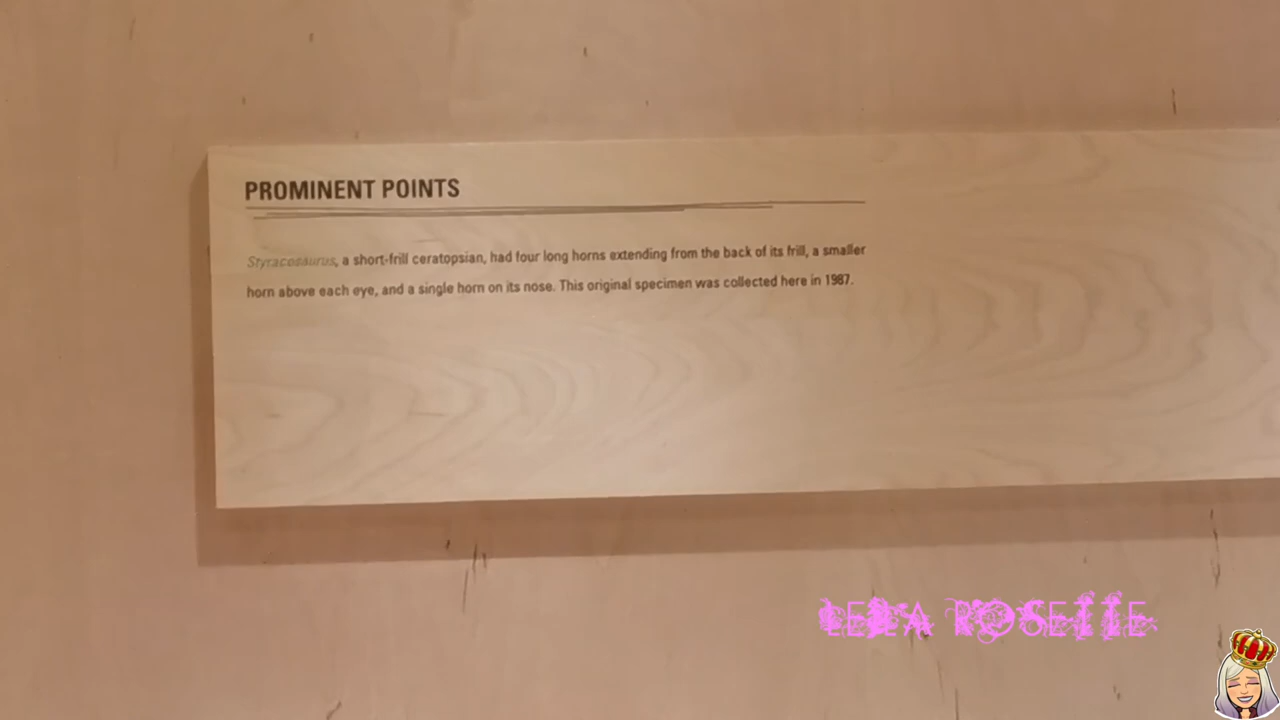 PROMINENT POINTS
Styracosaurus, a short-frill ceratopsian, had four long horns extending from the back of its frill, a smaller
horn above each eye, and a single horn on its nose. This original specimen was collected here in 1987.
ROSETTE